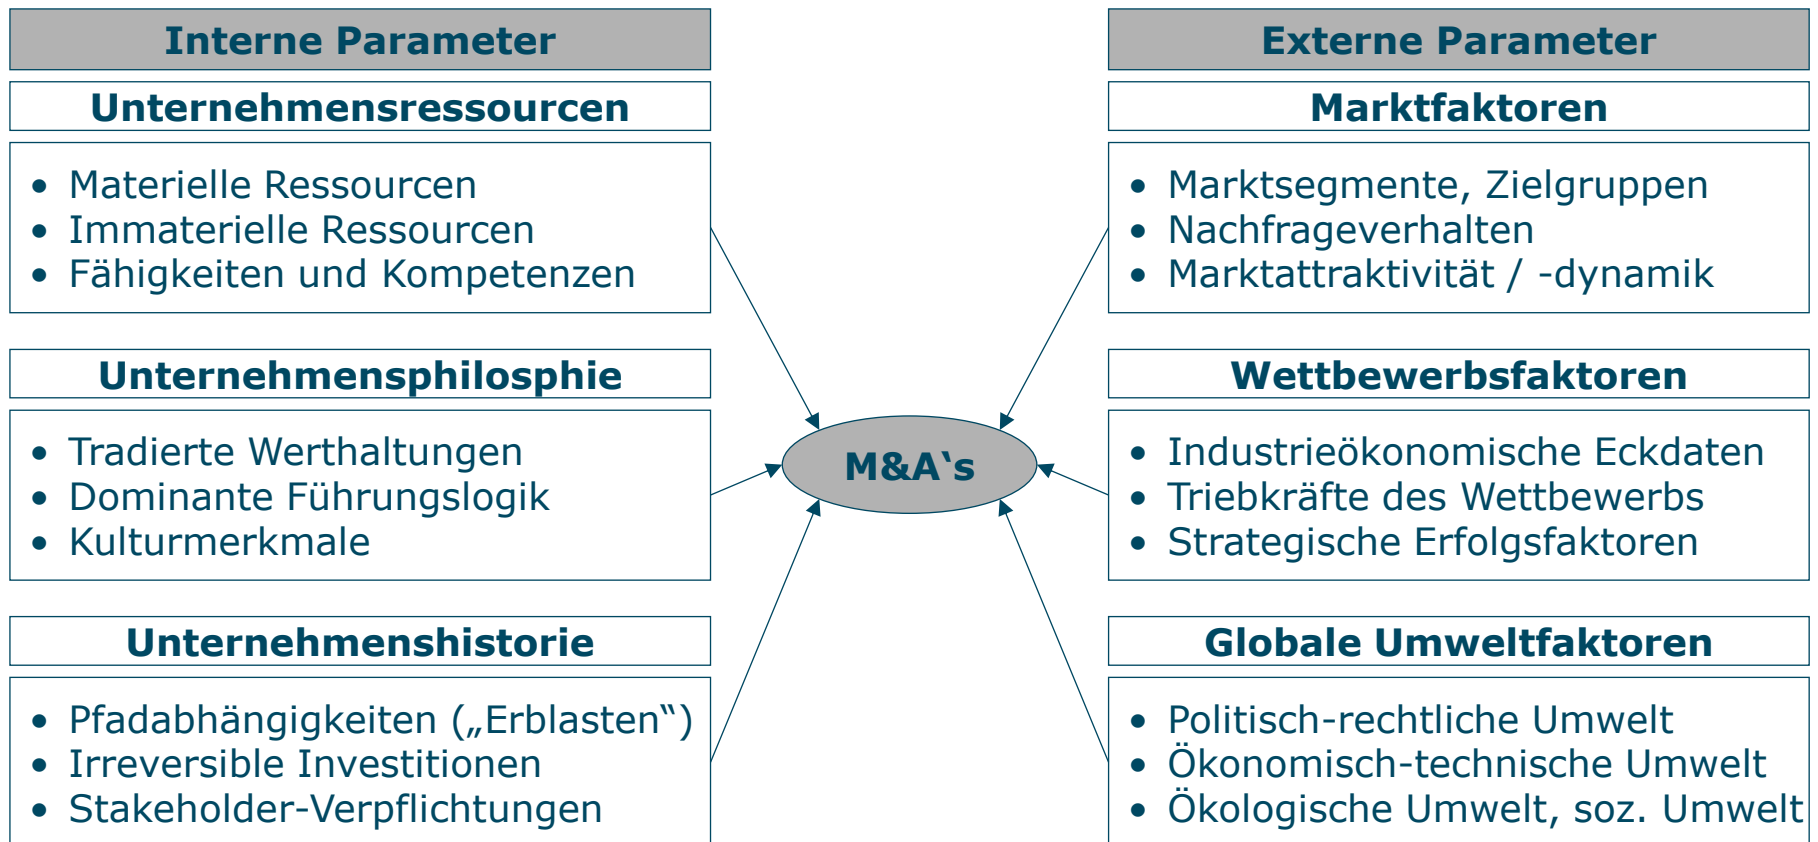 Interne Parameter
Unternehmensressourcen
• Materielle Ressourcen
• Immaterielle Ressourcen
• Fähigkeiten und Kompetenzen
Unternehmensphilosphie
• Tradierte Werthaltungen
• Dominante Führungslogik
• Kulturmerkmale
Unternehmenshistorie
• Pfadabhängigkeiten („Erblasten“)
• Irreversible Investitionen
• Stakeholder-Verpflichtungen
M&A‘s
Externe Parameter
Marktfaktoren
• Marktsegmente, Zielgruppen
• Nachfrageverhalten
• Marktattraktivität / -dynamik
Wettbewerbsfaktoren
• Industrieökonomische Eckdaten
• Triebkräfte des Wettbewerbs
• Strategische Erfolgsfaktoren
Globale Umweltfaktoren
• Politisch-rechtliche Umwelt
• Ökonomisch-technische Umwelt
• Ökologische Umwelt, soz. Umwelt